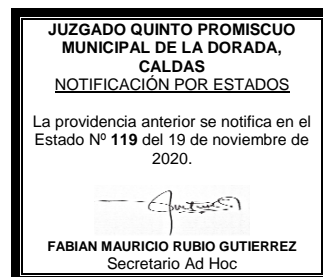 JUZGADO QUINTO PROMISCUO
MUNICIPAL DE LA DORADA,
CALDAS
NOTIFICACIÓN POR ESTADOS
La providencia anterior se notifica en el
Estado Nº 119 del 19 de noviembre de
2020.
FABIAN MAURICIO RUBIO GUTIERREZ
Secretario Ad Hoc